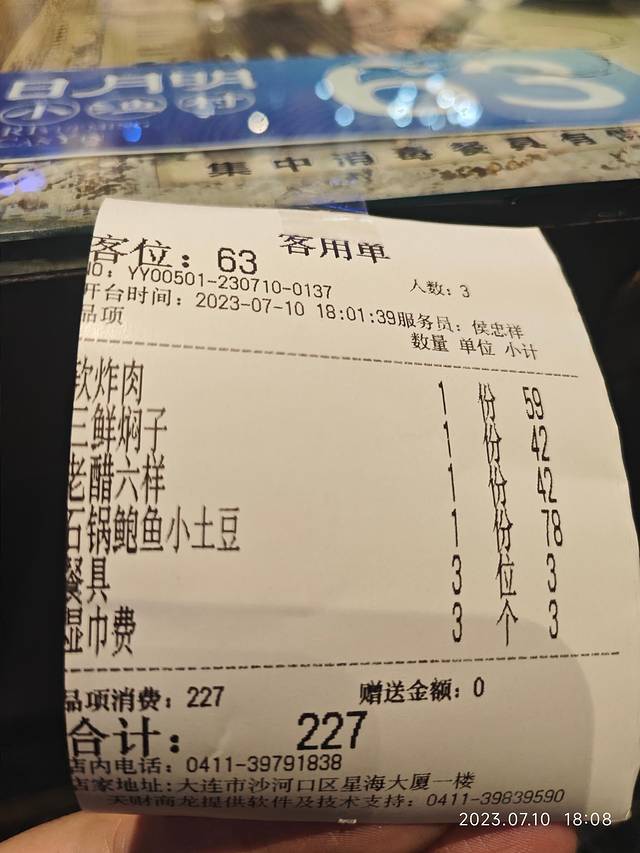 日月明
小渔村
63
集中消毒餐具有
客用单
客位：63
NO：YY00501-230710-0137 人数：3
开台时间：2023-07-10 18:01:39服务员：侯忠祥
品项 数量 单位 小计
软炸肉 1 份 59
三鲜焖子 1 份 42
老醋六样 1 份 42
石锅鲍鱼小土豆 1 份 78
餐具 3 位 3
湿巾费 3 个 3
品项消费：227 赠送金额：0
合计： 227
店内电话：0411-39791838
店家地址:大连市沙河口区星海大厦一楼
天财商龙提供软件及技术支持：0411-39839590
2023.07.10 18:08